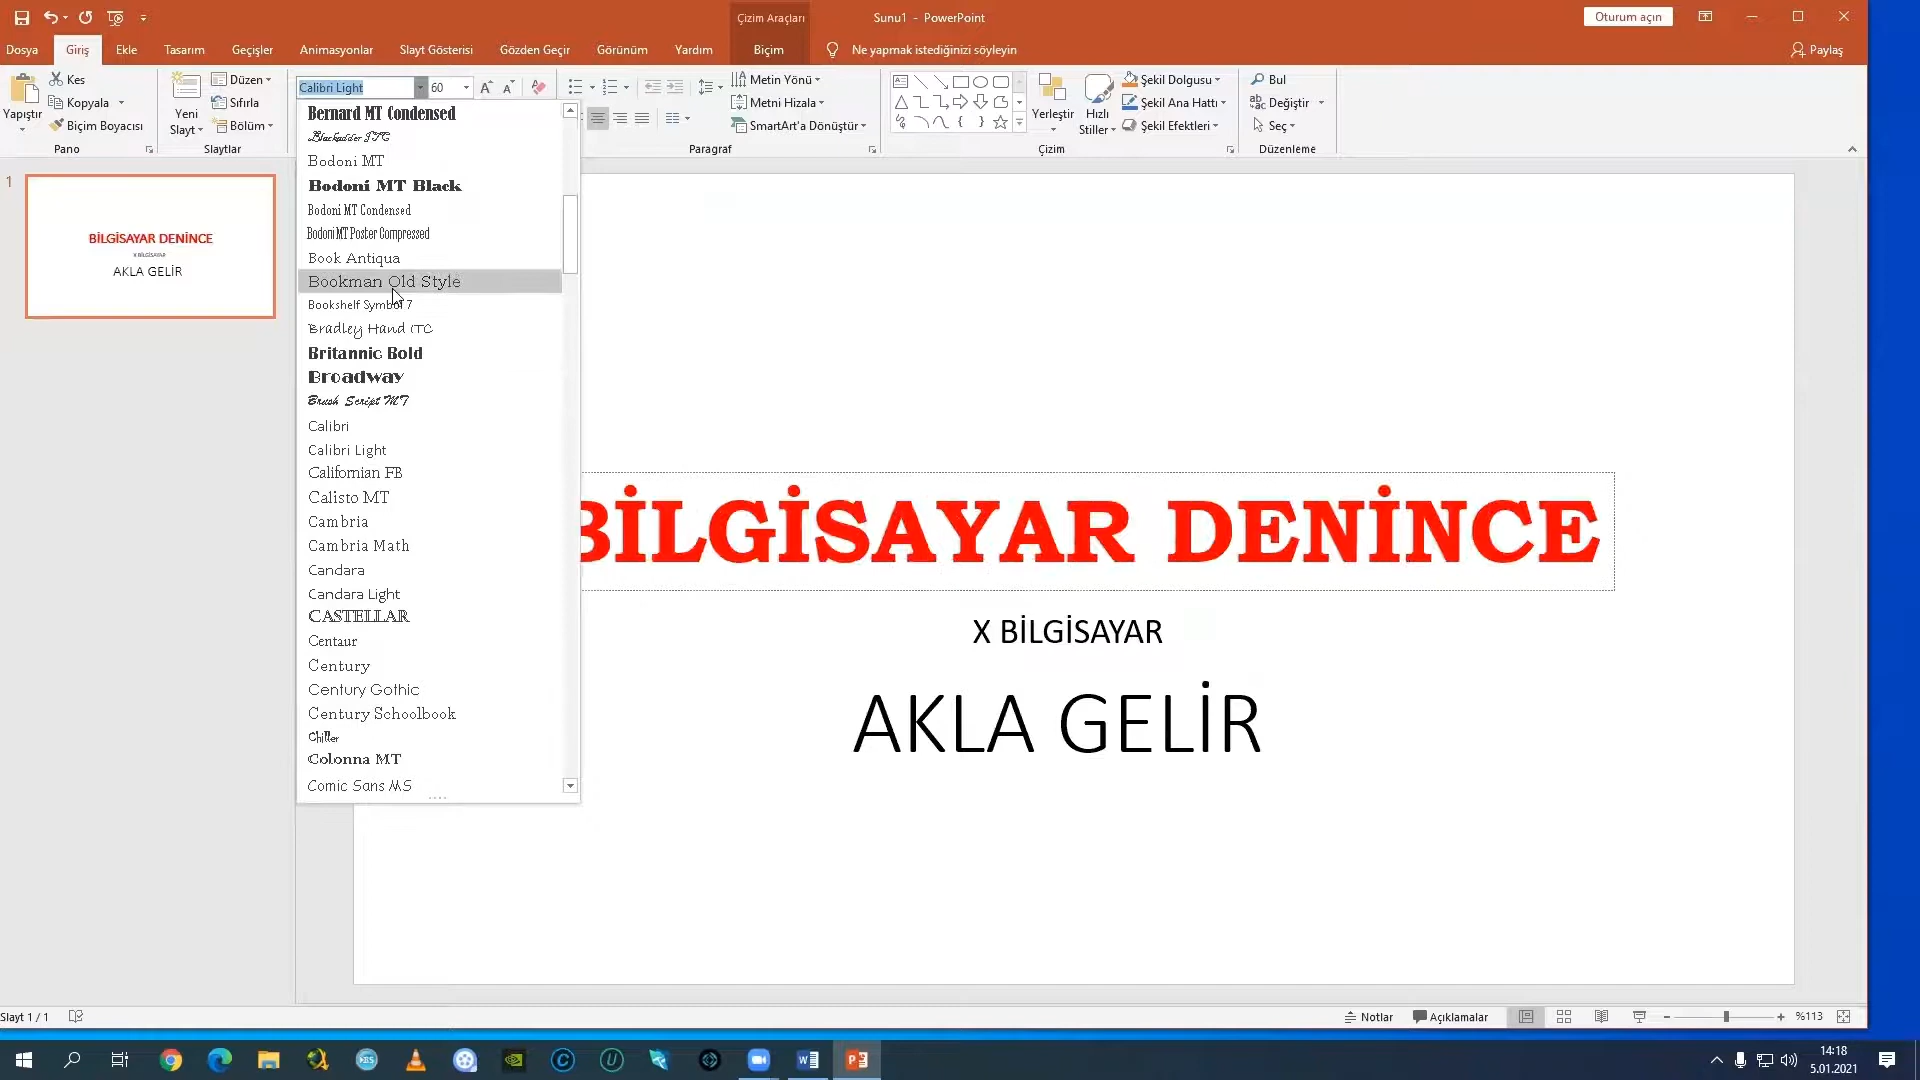 Çizim Araçları
Sunu1 - PowerPoint
Oturum açın
Dosya
Giriş
Ekle
Tasarım
Geçişler
Animasyonlar
Slayt Gösterisi
Gözden Geçir
Görünüm
Yardım
Biçim
Ne yapmak istediğinizi söyleyin
Paylaş
Yapıştır
Kes
Kopyala
Biçim Boyacısı
Pano
Yeni
Slayt
Düzen
Sıfırla
Bölüm
Slaytlar
Calibri Light
60
Metin Yönü
Metni Hizala
SmartArt'a Dönüştür
Paragraf
Yerleştir
Hızlı
Stiller
Şekil Dolgusu
Şekil Ana Hattı
Şekil Efektleri
Çizim
Bul
Değiştir
Seç
Düzenleme
Bernard MT Condensed
Blackadder ITC
Bodoni MT
Bodoni MT Black
Bodoni MT Condensed
Bodoni MT Poster Compressed
Book Antiqua
Bookman Old Style
Bookshelf Symbol 7
Bradley Hand ITC
Britannic Bold
Broadway
Brush Script MT
Calibri
Calibri Light
Californian FB
Calisto MT
Cambria
Cambria Math
Candara
Candara Light
CASTELLAR
Centaur
Century
Century Gothic
Century Schoolbook
Chiller
Colonna MT
Comic Sans MS
1
BİLGİSAYAR DENİNCE
X BİLGİSAYAR
AKLA GELİR
BİLGİSAYAR DENİNCE
X BİLGİSAYAR
AKLA GELİR
Slayt 1 / 1
Notlar
Açıklamalar
%113
14:18
5.01.2021